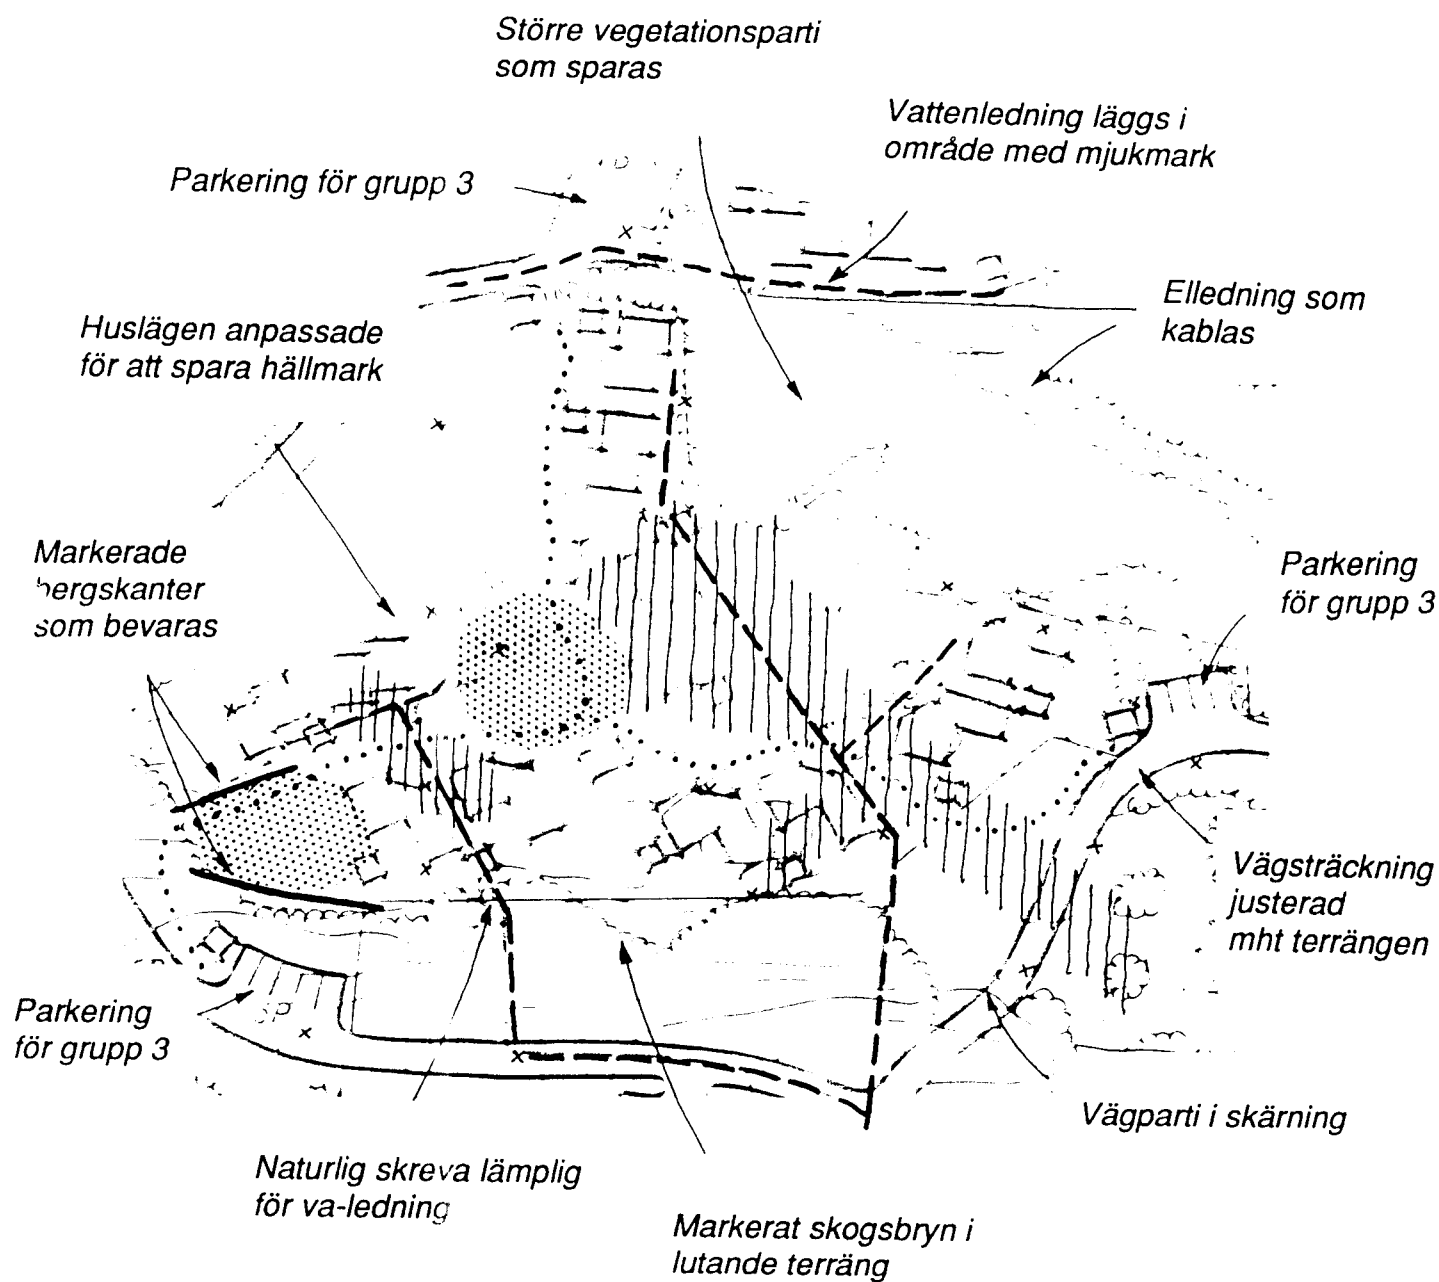 Större vegetationsparti
som sparas
Vattenledning läggs i
område med mjukmark
Parkering för grupp 3
Elledning som
kablas
Huslägen anpassade
för att spara hällmark
Markerade
bergskanter
som bevaras
Parkering
för grupp 3
Vägsträckning
justerad
mht terrängen
Parkering
för grupp 3
SP
Vägparti i skärning
Naturlig skreva lämplig
för va-ledning
Markerat skogsbryn i
lutande terräng